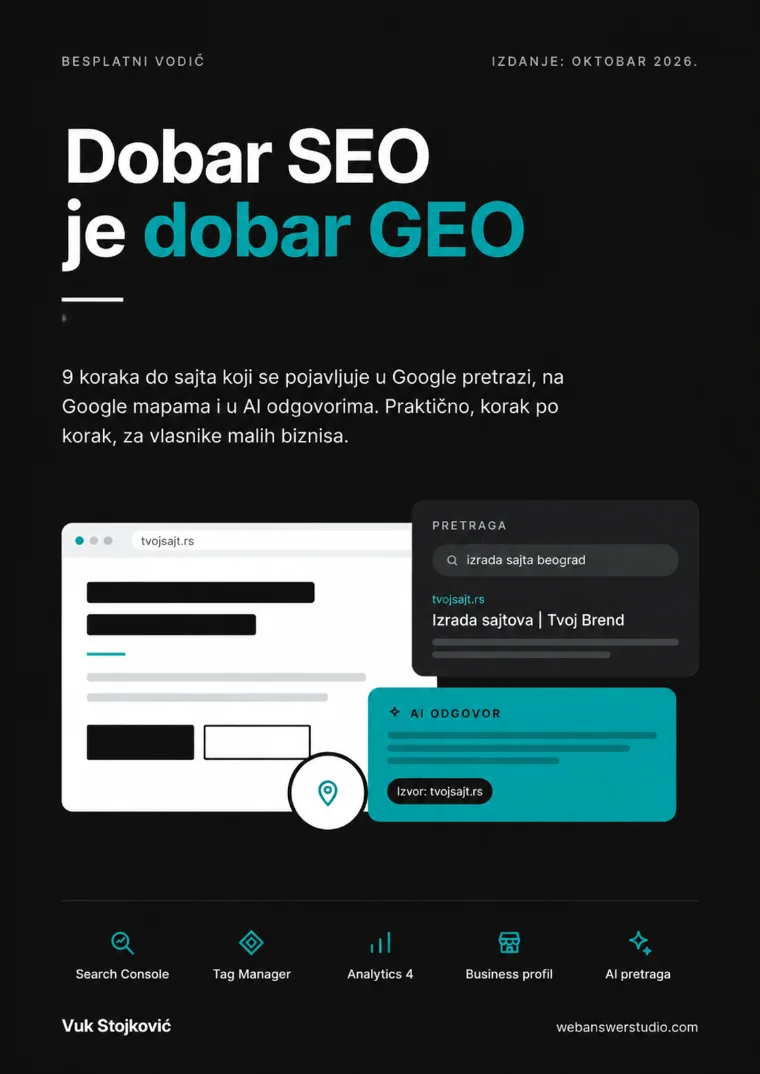 BESPLATNI VODIČ
IZDANJE: OKTOBAR 2026.
Dobar SEO
je dobar GEO
9 koraka do sajta koji se pojavljuje u Google pretrazi, na
Google mapama i u AI odgovorima. Praktično, korak po
korak, za vlasnike malih biznisa.
tvojsajt.rs
PRETRAGA
izrada sajta beograd
tvojsajt.rs
Izrada sajtova | Tvoj Brend
AI ODGOVOR
Izvor: tvojsajt.rs
Search Console
Tag Manager
Analytics 4
Business profil
AI pretraga
Vuk Stojković
webanswerstudio.com